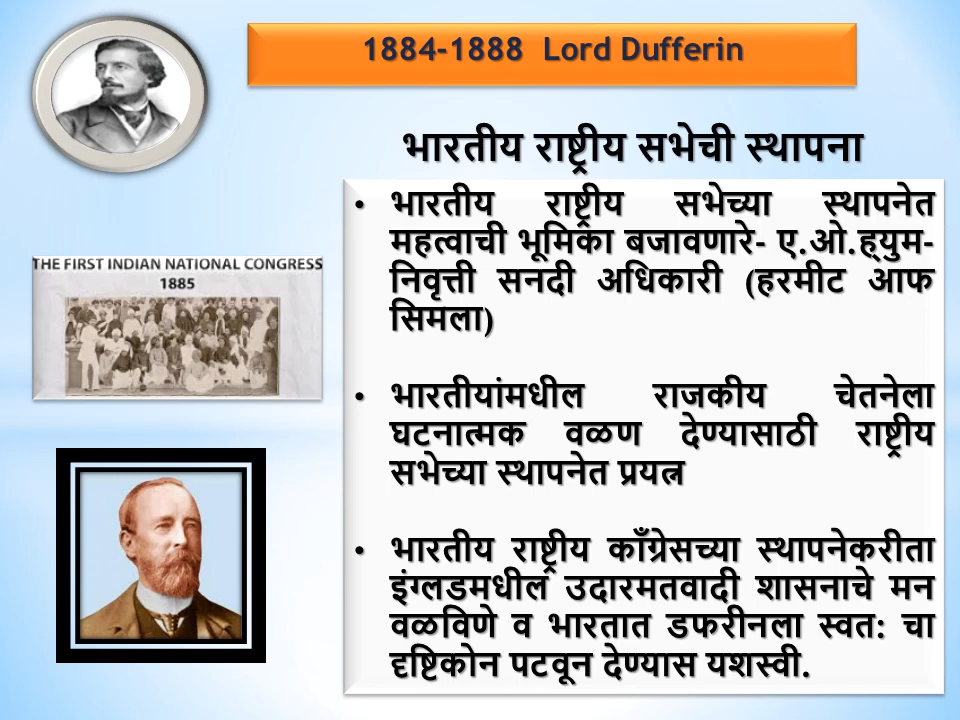 1884-1888 Lord Dufferin
भारतीय राष्ट्रीय सभेची स्थापना
• भारतीय राष्ट्रीय सभेच्या स्थापनेत
महत्वाची भूमिका बजावणारे- ए.ओ.ह्युम-
निवृत्ती सनदी अधिकारी (हरमीट आफ
सिमला)
THE FIRST INDIAN NATIONAL CONGRESS
1885
• भारतीयांमधील राजकीय चेतनेला
घटनात्मक वळण देण्यासाठी राष्ट्रीय
सभेच्या स्थापनेत प्रयत्न
• भारतीय राष्ट्रीय काँग्रेसच्या स्थापनेकरीता
इंग्लडमधील उदारमतवादी शासनाचे मन
वळविणे व भारतात डफरीनला स्वत: चा
दृष्टिकोन पटवून देण्यास यशस्वी.